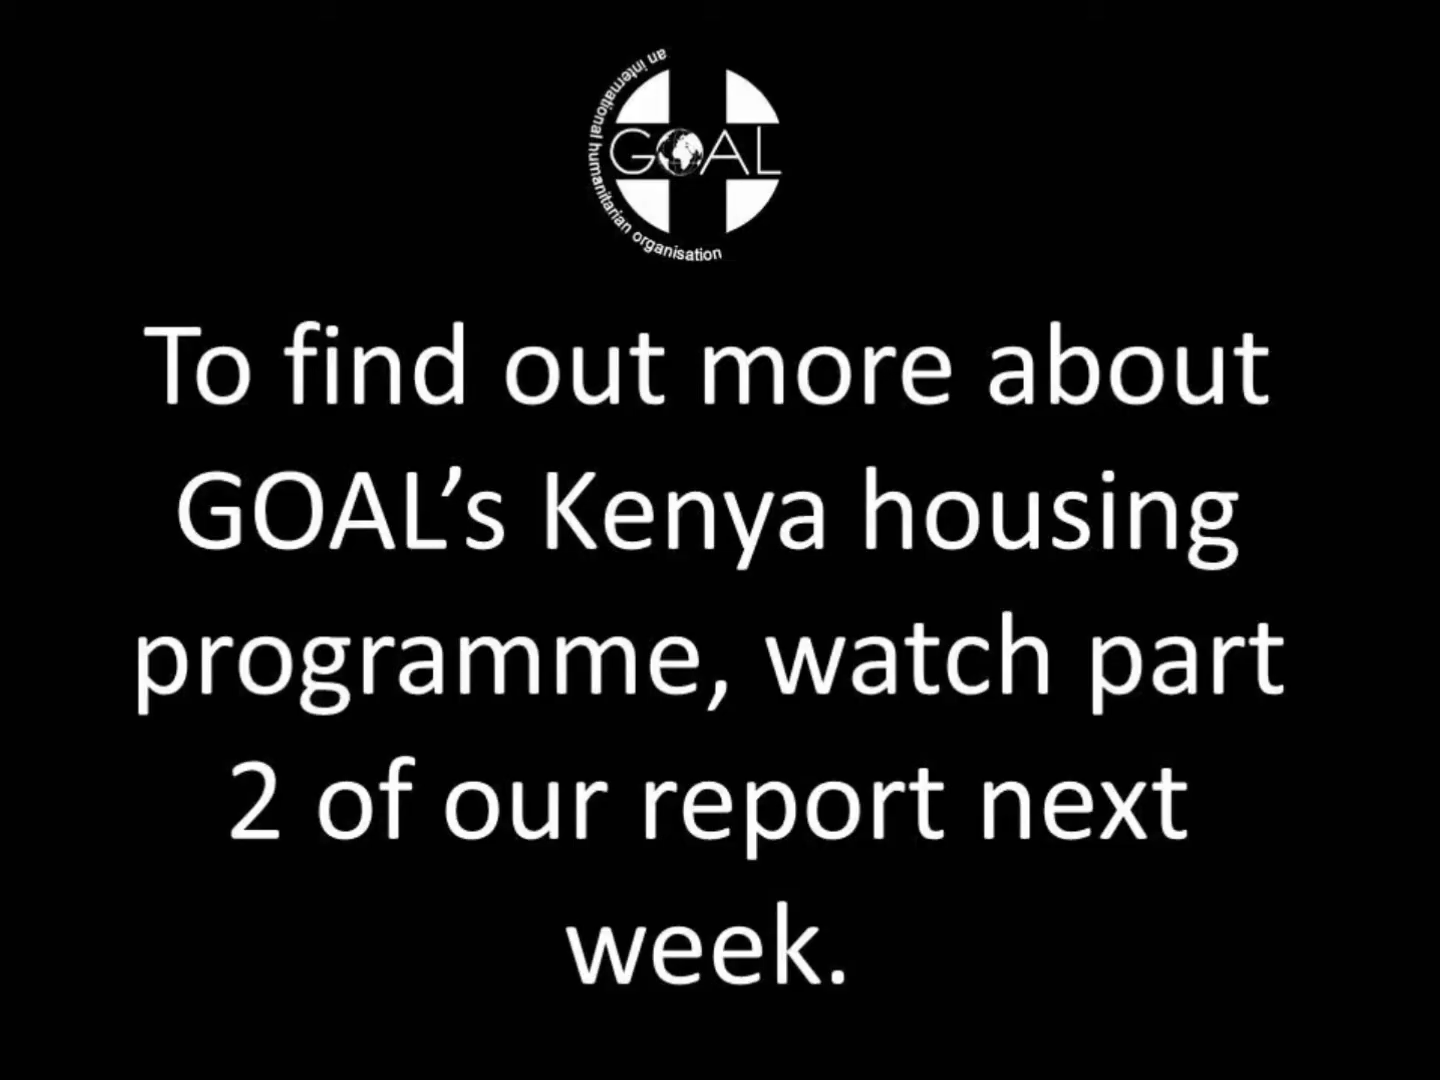 an international humanitarian organisation
GOAL
To find out more about
GOAL’s Kenya housing
programme, watch part
2 of our report next
week.